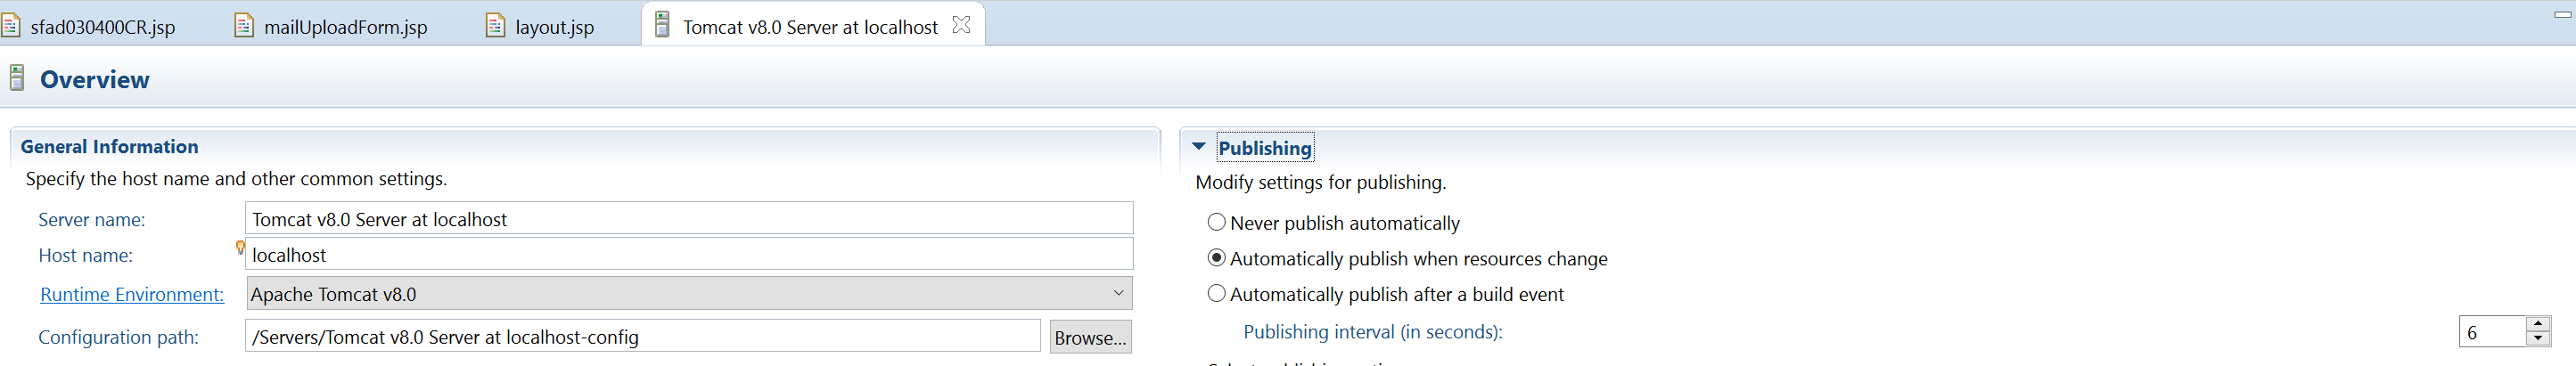 sfad030400CR.jsp
mailUploadForm.jsp
layout.jsp
Tomcat v8.0 Server at localhost
Overview
General Information
Specify the host name and other common settings.
Server name:
Tomcat v8.0 Server at localhost
Host name:
localhost
Runtime Environment:
Apache Tomcat v8.0
Configuration path:
/Servers/Tomcat v8.0 Server at localhost-config
Browse...
Publishing
Modify settings for publishing.
Never publish automatically
Automatically publish when resources change
Automatically publish after a build event
Publishing interval (in seconds):
6